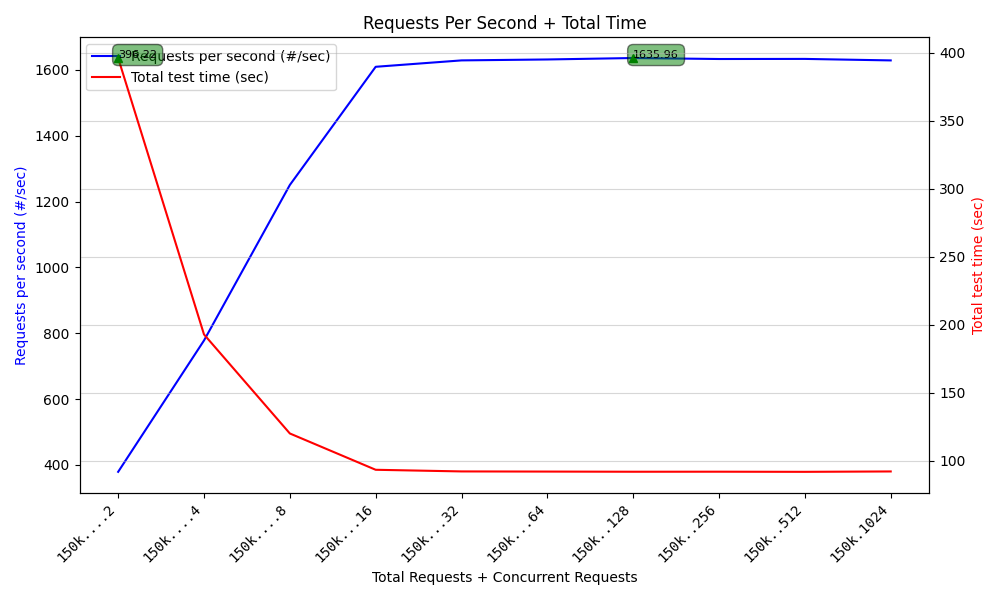 Requests Per Second + Total Time
396.22
1635.96
Requests per second (#/sec)
Total test time (sec)
1600
1400
1200
1000
800
600
400
Requests per second (#/sec)
400
350
300
250
200
150
100
Total test time (sec)
150k....2
150k....4
150k....8
150k...16
150k...32
150k...64
150k..128
150k..256
150k..512
150k.1024
Total Requests + Concurrent Requests